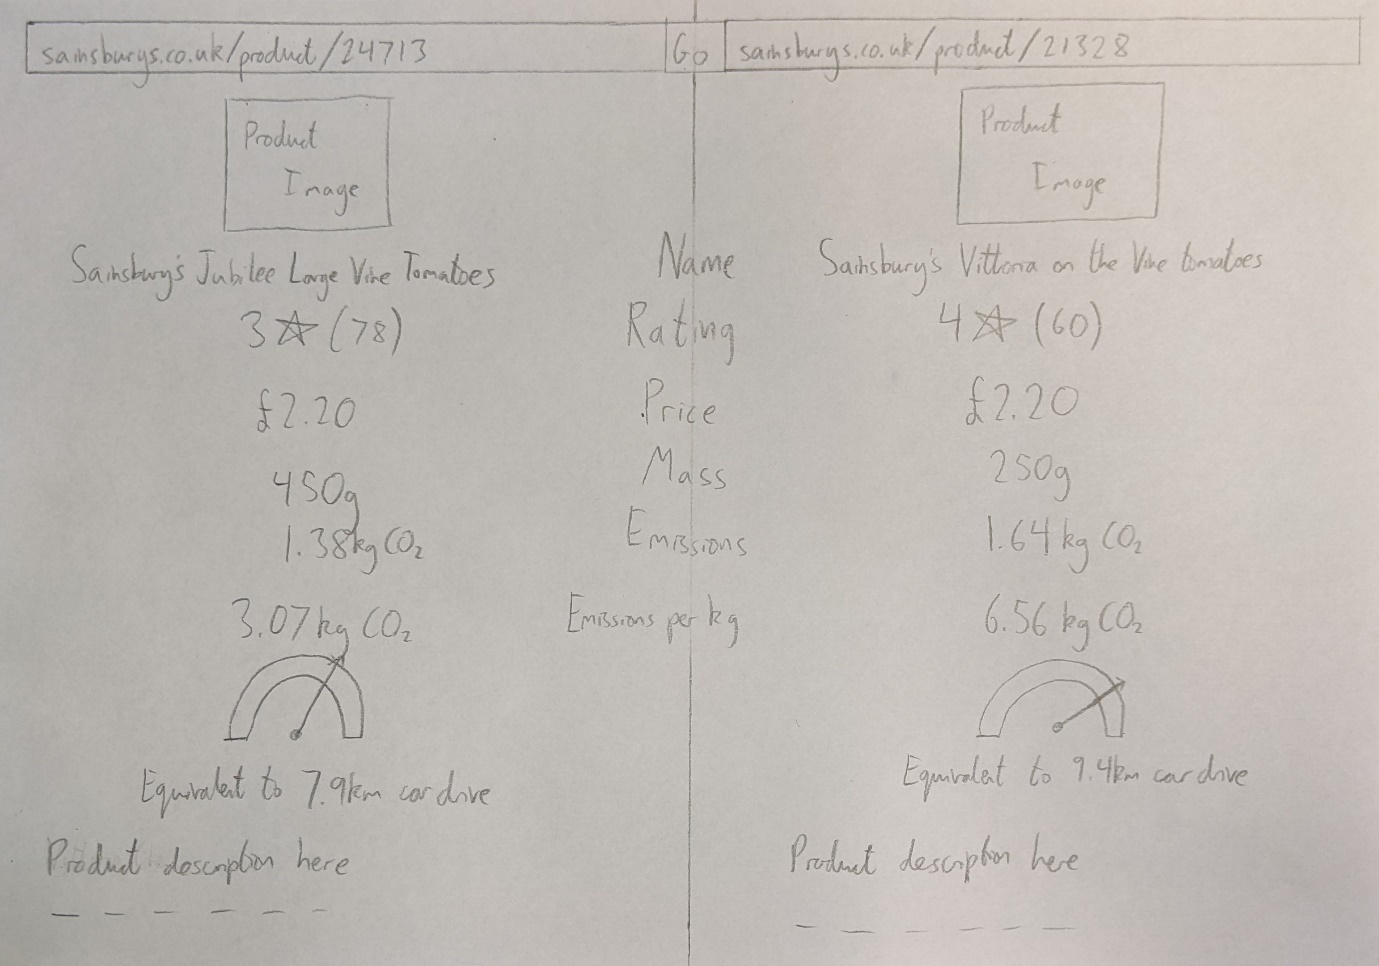 sainsburys.co.uk/product/24713 Go sainsburys.co.uk/product/21328
Product
Image
Product
Image
Sainsbury's Jubilee Large Vine Tomatoes Name Sainsbury's Vittoria on the Vine tomatoes
3☆ (78) Rating 4☆ (60)
£2.20 Price £2.20
450g Mass 250g
1.38kg CO₂ Emissions 1.64kg CO₂
3.07kg CO₂ Emissions per kg 6.56 kg CO₂
Equivalent to 7.9km car drive Equivalent to 9.4km car drive
Product description here Product description here